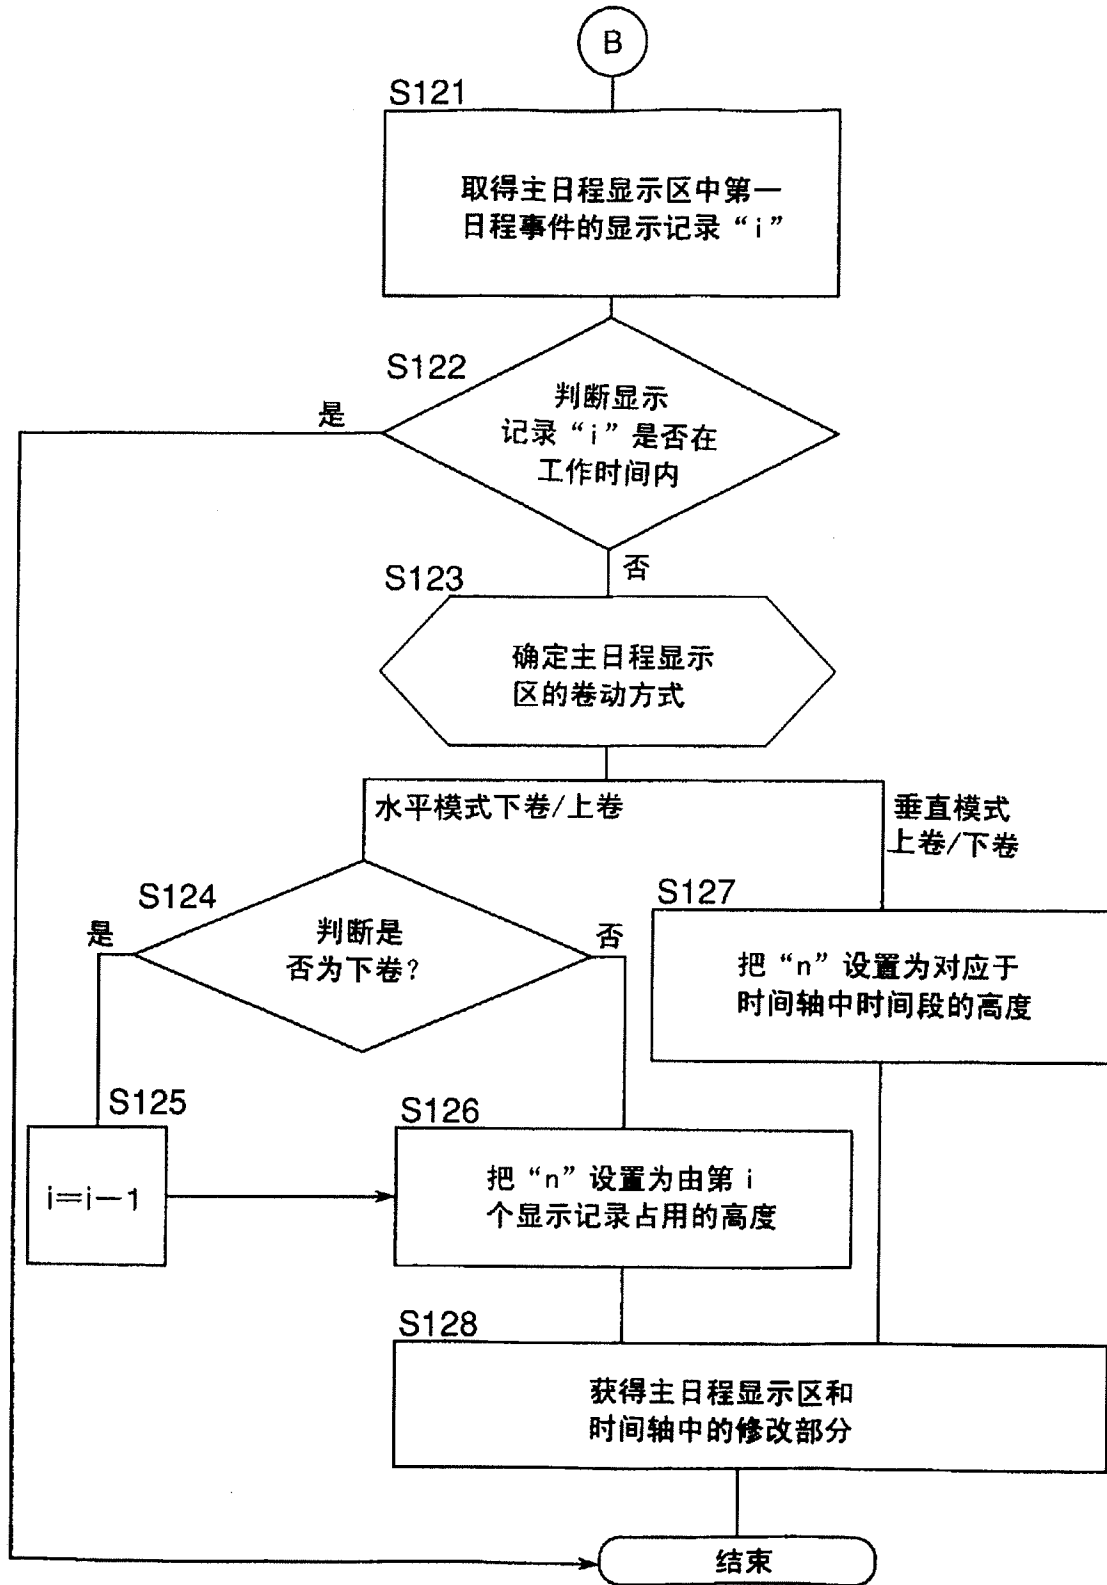 B
S121
取得主日程显示区中第一
日程事件的显示记录“i”
S122
判断显示
记录“i”是否在
工作时间内
是
否
S123
确定主日程显示
区的卷动方式
水平模式下卷/上卷
垂直模式
上卷/下卷
S124
判断是
否为下卷?
是
否
S127
把“n”设置为对应于
时间轴中时间段的高度
S125
i=i-1
S126
把“n”设置为由第 i
个显示记录占用的高度
S128
获得主日程显示区和
时间轴中的修改部分
结束